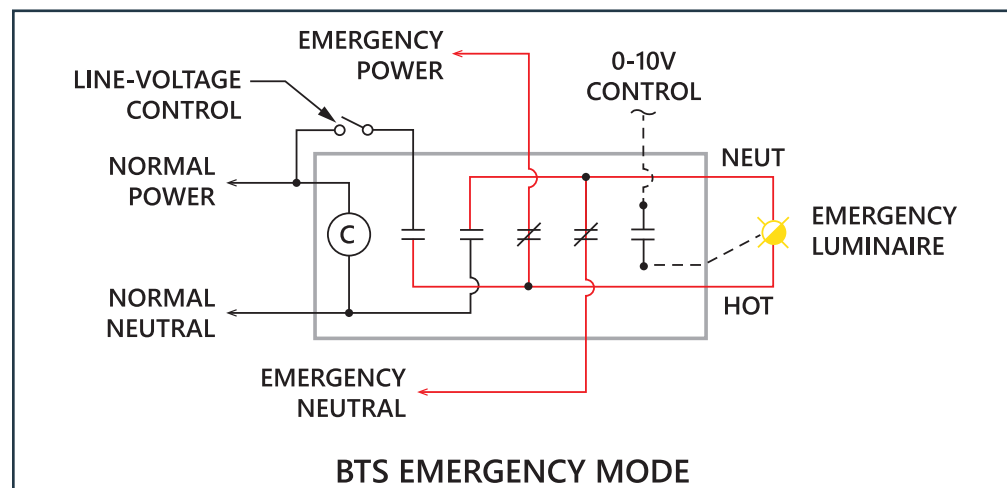 EMERGENCY
POWER
0-10V
CONTROL
LINE-VOLTAGE
CONTROL
NEUT
NORMAL
POWER
C
EMERGENCY
LUMINAIRE
NORMAL
NEUTRAL
HOT
EMERGENCY
NEUTRAL
BTS EMERGENCY MODE